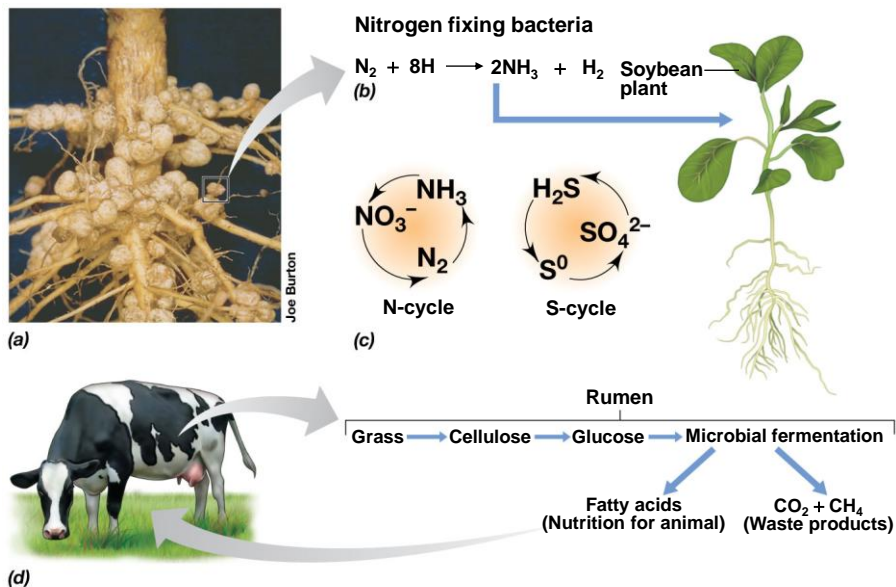 Nitrogen fixing bacteria
N₂ + 8H → 2NH₃ + H₂
(b)
Soybean
plant
Joe Burton
(a)
NH₃
NO₃⁻
N₂
N-cycle
H₂S
SO₄²⁻
S⁰
S-cycle
(c)
Rumen
Grass → Cellulose → Glucose → Microbial fermentation
Fatty acids
(Nutrition for animal)
CO₂ + CH₄
(Waste products)
(d)